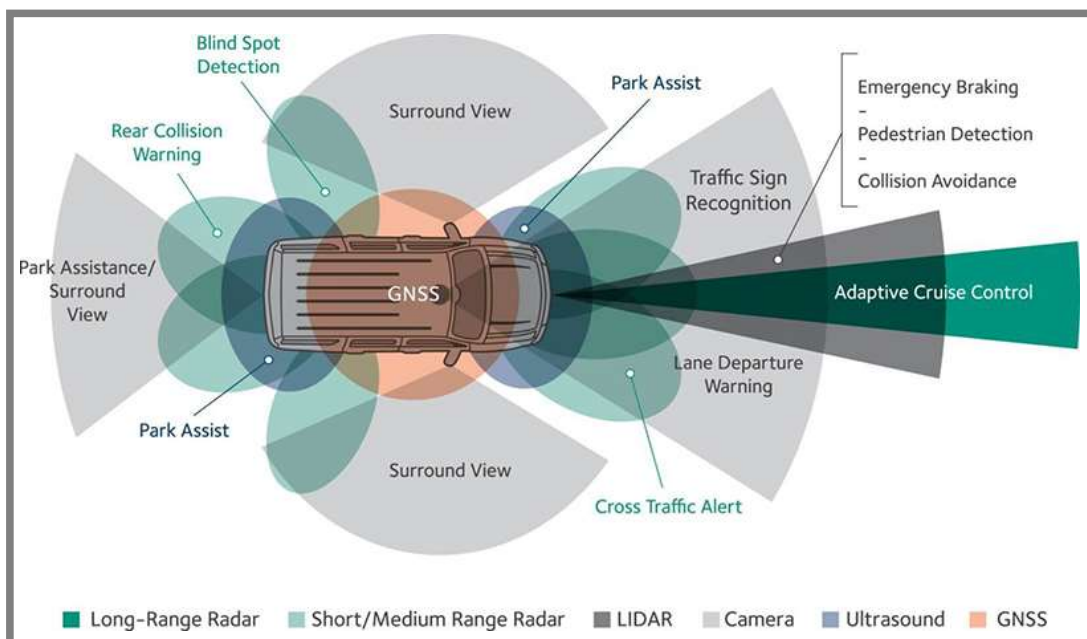 Blind Spot
Detection
Surround View
Park Assist
Emergency Braking
-
Pedestrian Detection
-
Collision Avoidance
Rear Collision
Warning
Traffic Sign
Recognition
Park Assistance/
Surround
View
GNSS
Adaptive Cruise Control
Lane Departure
Warning
Park Assist
Surround View
Cross Traffic Alert
Long-Range Radar
Short/Medium Range Radar
LIDAR
Camera
Ultrasound
GNSS